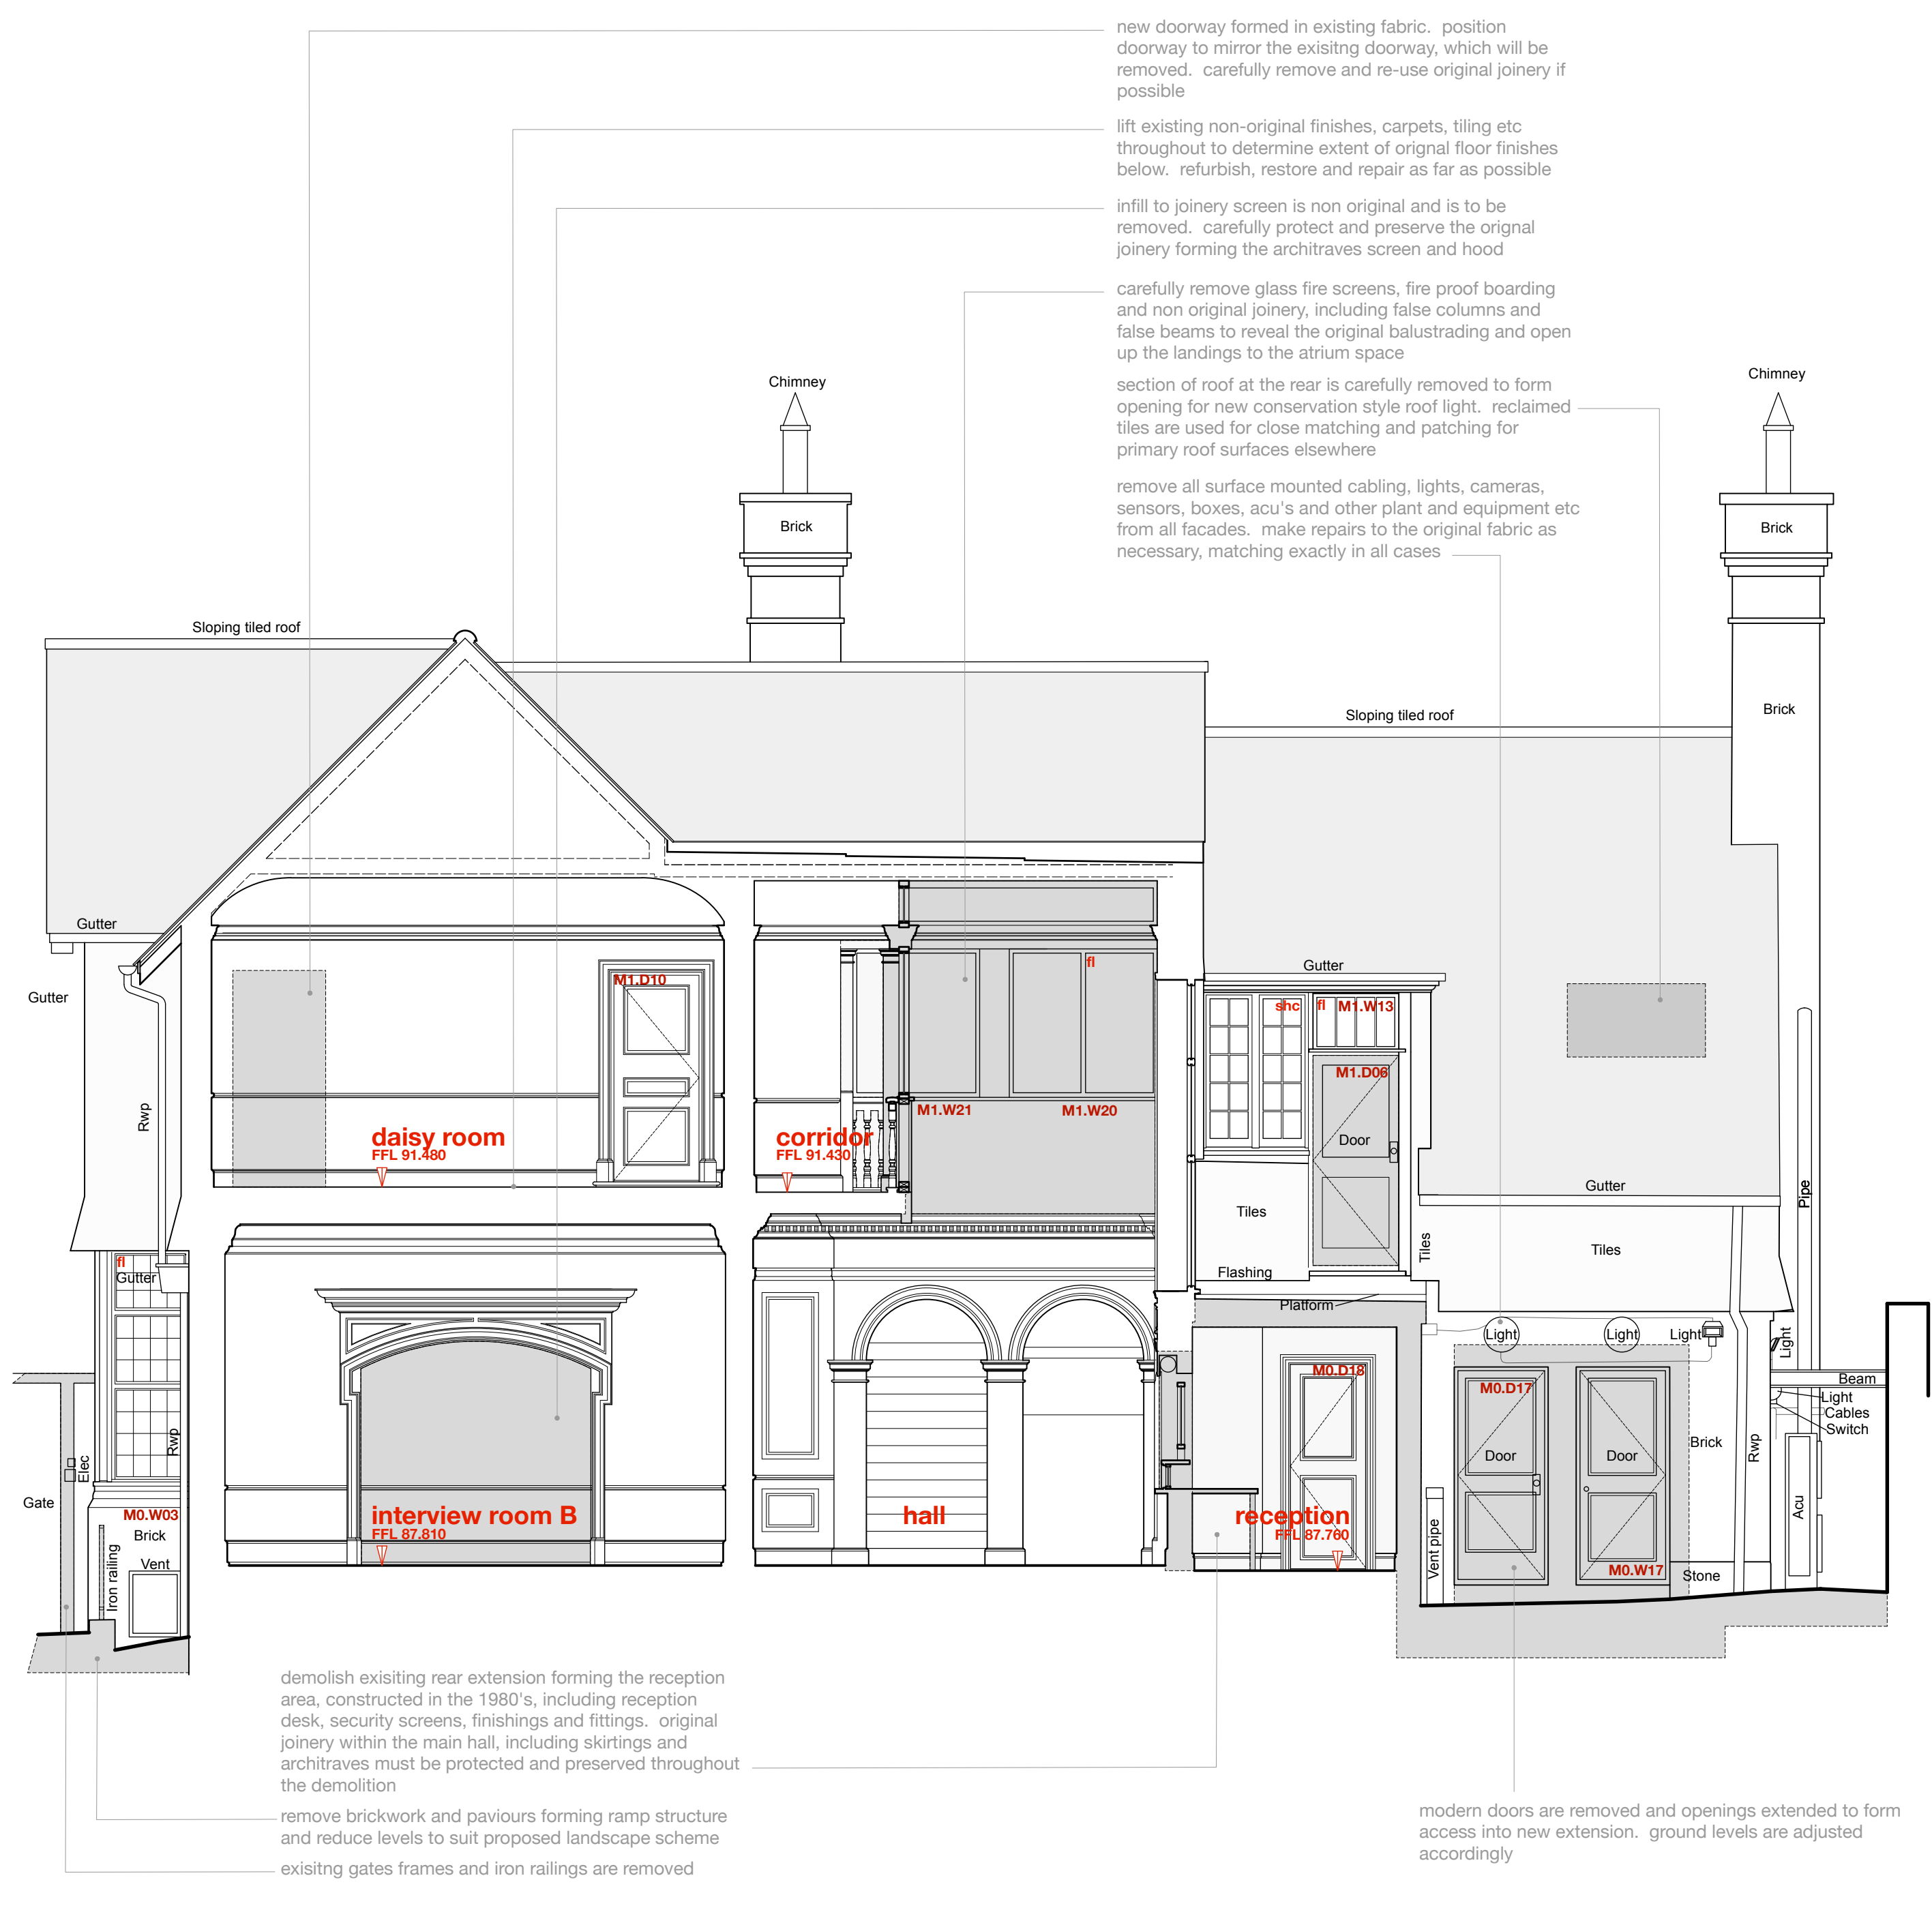 new doorway formed in existing fabric.  position
doorway to mirror the exisitng doorway, which will be
removed.  carefully remove and re-use original joinery if
possible
lift existing non-original finishes, carpets, tiling etc
throughout to determine extent of orignal floor finishes
below.  refurbish, restore and repair as far as possible
infill to joinery screen is non original and is to be
removed.  carefully protect and preserve the orignal
joinery forming the architraves screen and hood
carefully remove glass fire screens, fire proof boarding
and non original joinery, including false columns and
false beams to reveal the original balustrading and open
up the landings to the atrium space
section of roof at the rear is carefully removed to form
opening for new conservation style roof light.  reclaimed
tiles are used for close matching and patching for
primary roof surfaces elsewhere
remove all surface mounted cabling, lights, cameras,
sensors, boxes, acu's and other plant and equipment etc
from all facades.  make repairs to the original fabric as
necessary, matching exactly in all cases
Chimney
Chimney
Brick
Brick
Sloping tiled roof
Brick
Sloping tiled roof
Gutter
Gutter
Gutter
Rwp
M1.D10
daisy room
FFL 91.480
corridor
FFL 91.430
fl
M1.W21
M1.W20
shc
fl
M1.W13
M1.D06
Door
Tiles
Flashing
Platform
Tiles
Gutter
Gutter
Pipe
Tiles
fl
Gutter
Rwp
Elec
Gate
M0.W03
Brick
Vent
Iron railing
interview room B
FFL 87.810
hall
reception
FFL 87.760
M0.D18
Light
Light
Light
Light
M0.D17
Door
Door
M0.W17
Vent pipe
Brick
Stone
Rwp
Beam
Light
Cables
Switch
Acu
demolish exisiting rear extension forming the reception
area, constructed in the 1980's, including reception
desk, security screens, finishings and fittings.  original
joinery within the main hall, including skirtings and
architraves must be protected and preserved throughout
the demolition
remove brickwork and paviours forming ramp structure
and reduce levels to suit proposed landscape scheme
exisitng gates frames and iron railings are removed
modern doors are removed and openings extended to form
access into new extension.  ground levels are adjusted
accordingly